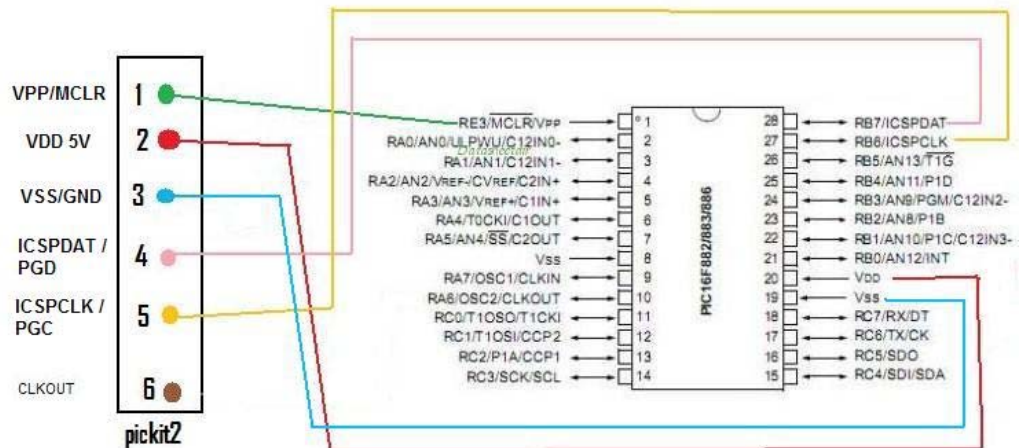 VPP/MCLR 1
VDD 5V 2
VSS/GND 3
ICSPDAT /
PGD 4
ICSPCLK /
PGC 5
CLKOUT 6
pickit2
RE3/MCLR/VPP 1
RA0/AN0/ULPWU/C12IN0- 2
RA1/AN1/C12IN1- 3
RA2/AN2/VREF-/CVREF/C2IN+ 4
RA3/AN3/VREF+/C1IN+ 5
RA4/T0CKI/C1OUT 6
RA5/AN4/SS/C2OUT 7
VSS 8
RA7/OSC1/CLKIN 9
RA6/OSC2/CLKOUT 10
RC0/T1OSO/T1CKI 11
RC1/T1OSI/CCP2 12
RC2/P1A/CCP1 13
RC3/SCK/SCL 14
PIC16F882/883/886
28 RB7/ICSPDAT
27 RB6/ICSPCLK
26 RB5/AN13/T1G
25 RB4/AN11/P1D
24 RB3/AN9/PGM/C12IN2-
23 RB2/AN8/P1B
22 RB1/AN10/P1C/C12IN3-
21 RB0/AN12/INT
20 VDD
19 VSS
18 RC7/RX/DT
17 RC6/TX/CK
16 RC5/SDO
15 RC4/SDI/SDA